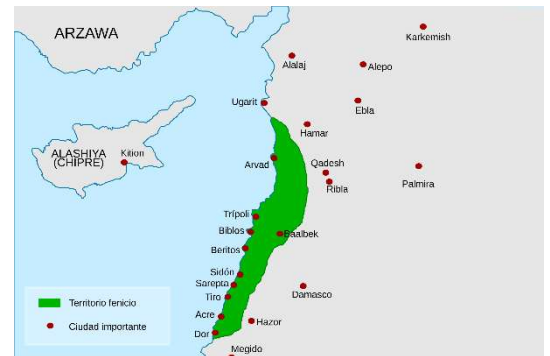 ARZAWA
Karkemish
Alalaj
Alepo
Ugarit
Ebla
Hamar
ALASHIYA
(CHIPRE)
Kition
Arvad
Qadesh
Ribla
Palmira
Trípoli
Biblos
Baalbek
Beritos
Sidón
Sarepta
Damasco
Tiro
Territorio fenicio
Acre
Hazor
Ciudad importante
Dor
Megido